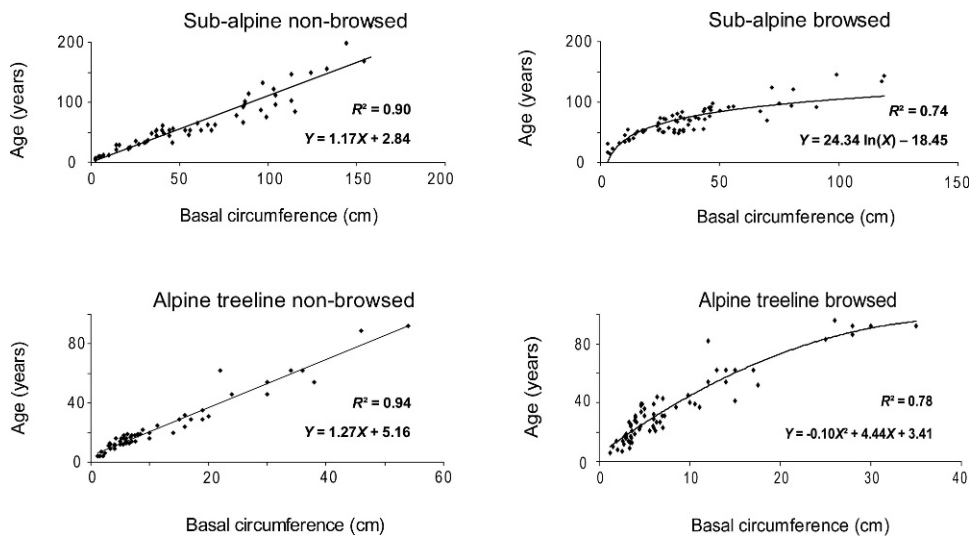 Sub-alpine non-browsed
Age (years)
200
100
0
R² = 0.90
Y = 1.17X + 2.84
0
50
100
150
200
Basal circumference (cm)
Sub-alpine browsed
Age (years)
200
100
0
R² = 0.74
Y = 24.34 ln(X) – 18.45
0
50
100
150
Basal circumference (cm)
Alpine treeline non-browsed
Age (years)
80
40
0
R² = 0.94
Y = 1.27X + 5.16
0
20
40
60
Basal circumference (cm)
Alpine treeline browsed
Age (years)
80
40
0
R² = 0.78
Y = -0.10X² + 4.44X + 3.41
0
10
20
30
40
Basal circumference (cm)